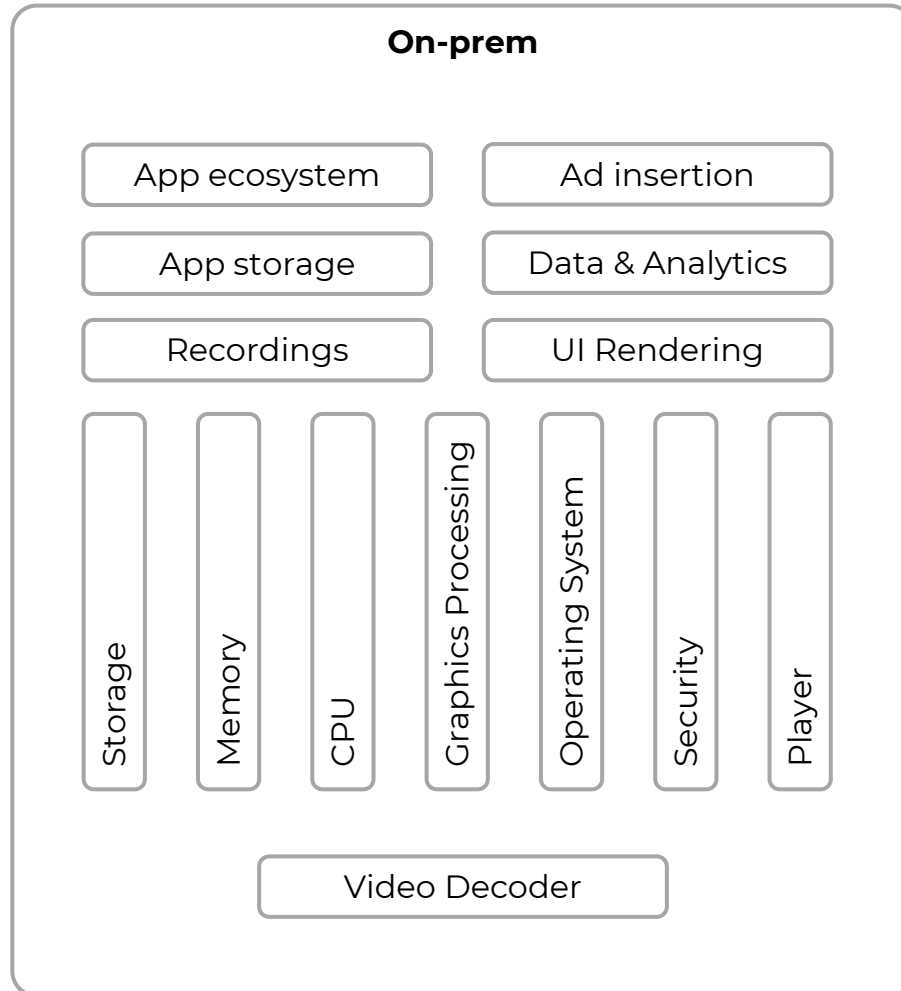 On-prem
App ecosystem
Ad insertion
App storage
Data & Analytics
Recordings
UI Rendering
Storage
Memory
CPU
Graphics Processing
Operating System
Security
Player
Video Decoder